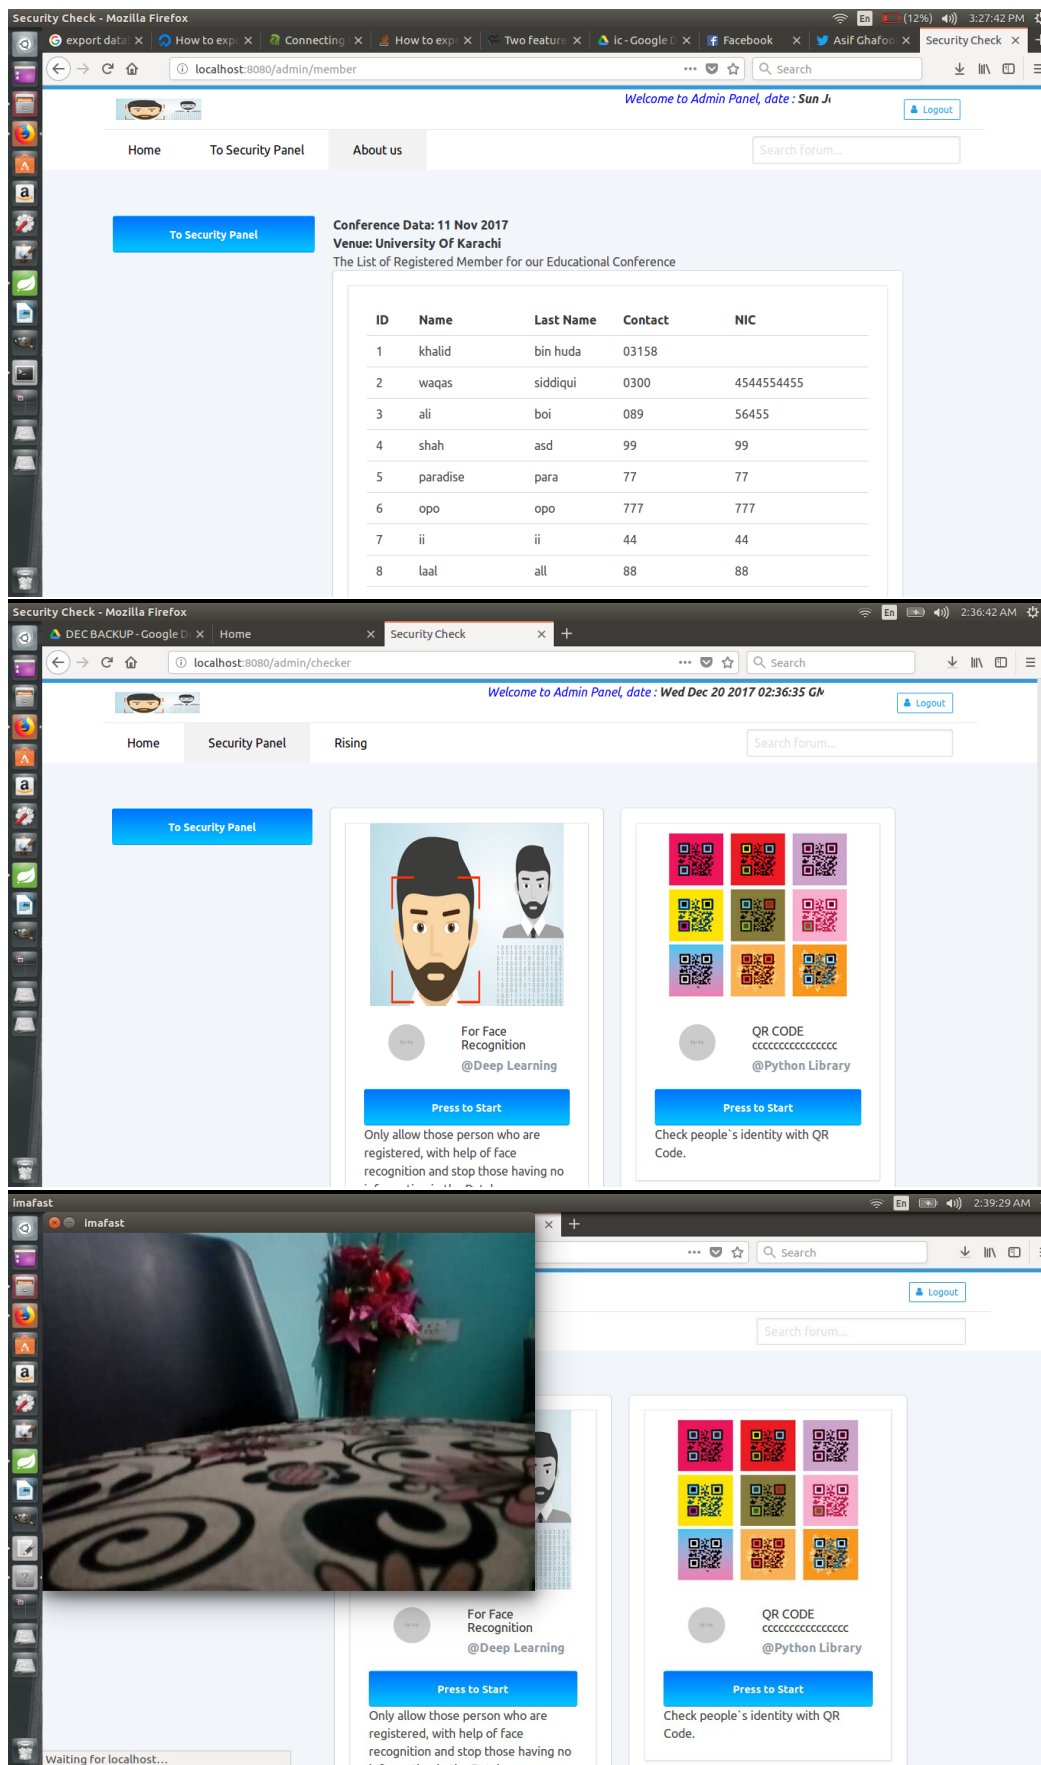 Security Check - Mozilla Firefox
En (12%) 3:27:42 PM
export data
How to exp
Connecting
How to exp
Two feature
ic - Google D
Facebook
Asif Ghafoo
Security Check
localhost:8080/admin/member
Search
Welcome to Admin Panel, date : Sun
Logout
Home To Security Panel About us
Search forum...
To Security Panel
Conference Data: 11 Nov 2017
Venue: University Of Karachi
The List of Registered Member for our Educational Conference
ID Name Last Name Contact NIC
1 khalid bin huda 03158
2 waqas siddiqui 0300 4544554455
3 ali boi 089 56455
4 shah asd 99 99
5 paradise para 77 77
6 opo opo 777 777
7 ii ii 44 44
8 laal all 88 88
Security Check - Mozilla Firefox
En 2:36:42 AM
DEC BACKUP - Google D
Home
Security Check
localhost:8080/admin/checker
Search
Welcome to Admin Panel, date : Wed Dec 20 2017 02:36:35 GM
Logout
Home Security Panel Rising
Search forum...
To Security Panel
For Face
Recognition
@Deep Learning
Press to Start
Only allow those person who are
registered, with help of face
recognition and stop those having no
QR CODE
cccccccccccccccc
@Python Library
Press to Start
Check people`s identity with QR
Code.
imafast
En 2:39:29 AM
imafast
Search
Logout
Search forum...
For Face
Recognition
@Deep Learning
Press to Start
Only allow those person who are
registered, with help of face
recognition and stop those having no
QR CODE
cccccccccccccccc
@Python Library
Press to Start
Check people`s identity with QR
Code.
Waiting for localhost...